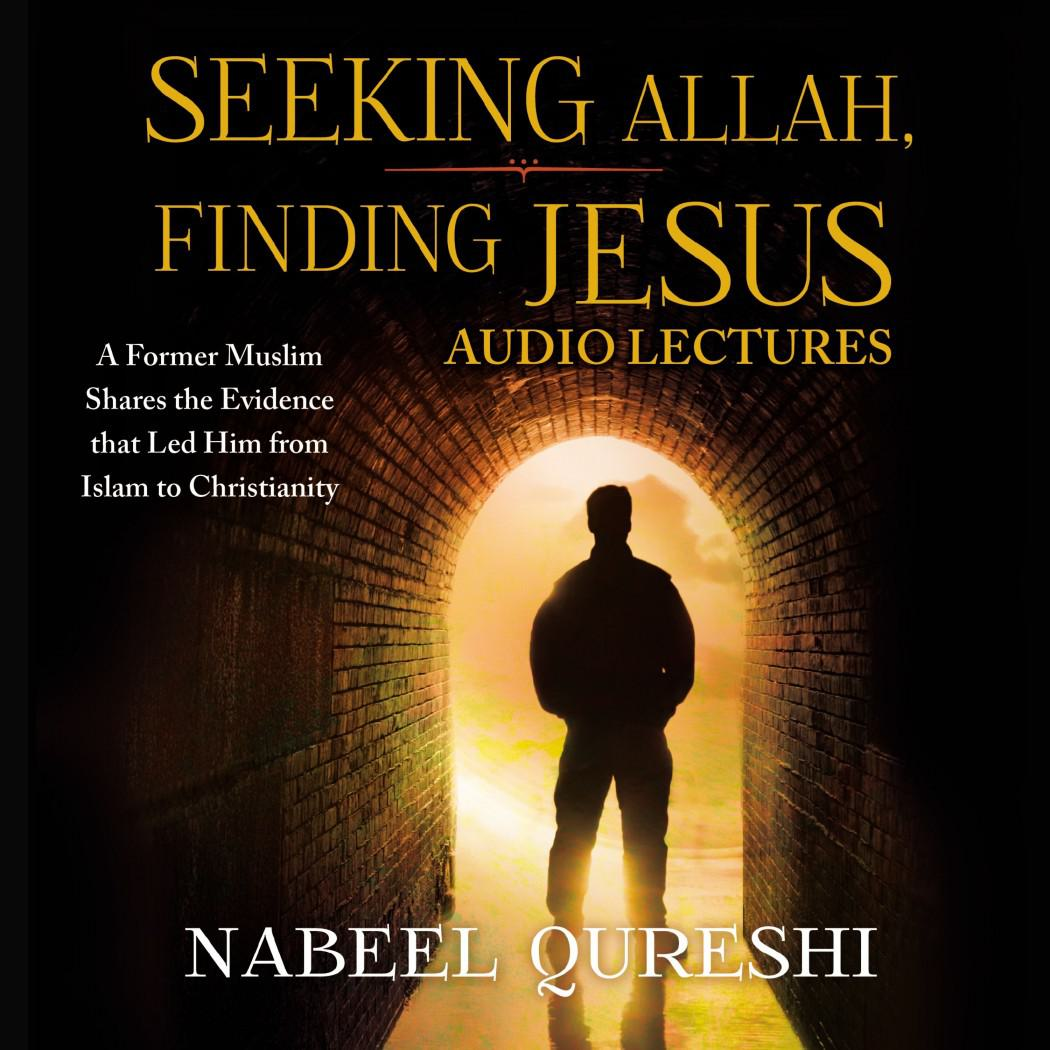 SEEKING ALLAH,
FINDING JESUS
AUDIO LECTURES
A Former Muslim
Shares the Evidence
that Led Him from
Islam to Christianity
NABEEL QURESHI